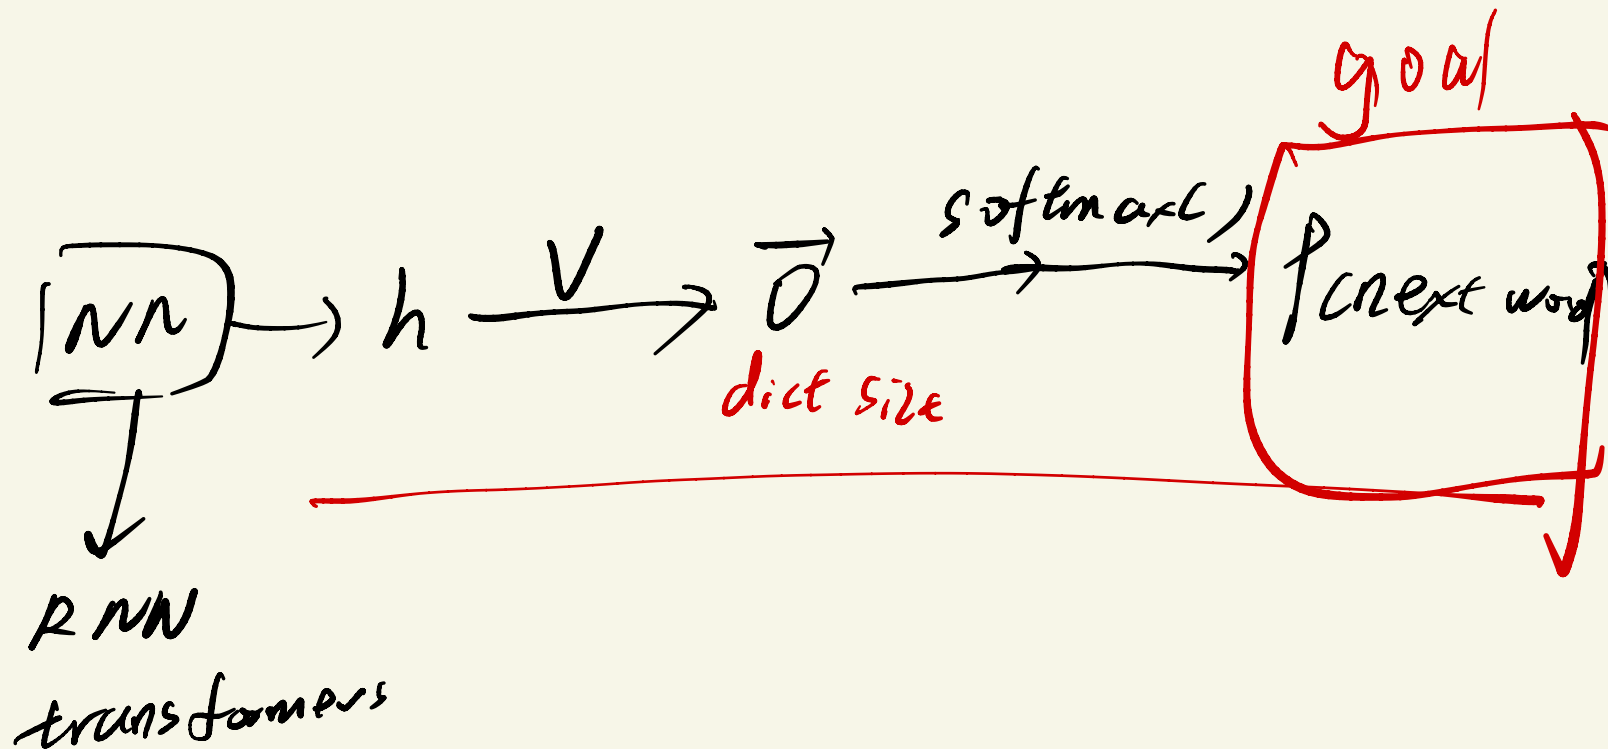 goal
softmax()
NN → h V → O⃗ P(next word)
dict size
RNN
transformers